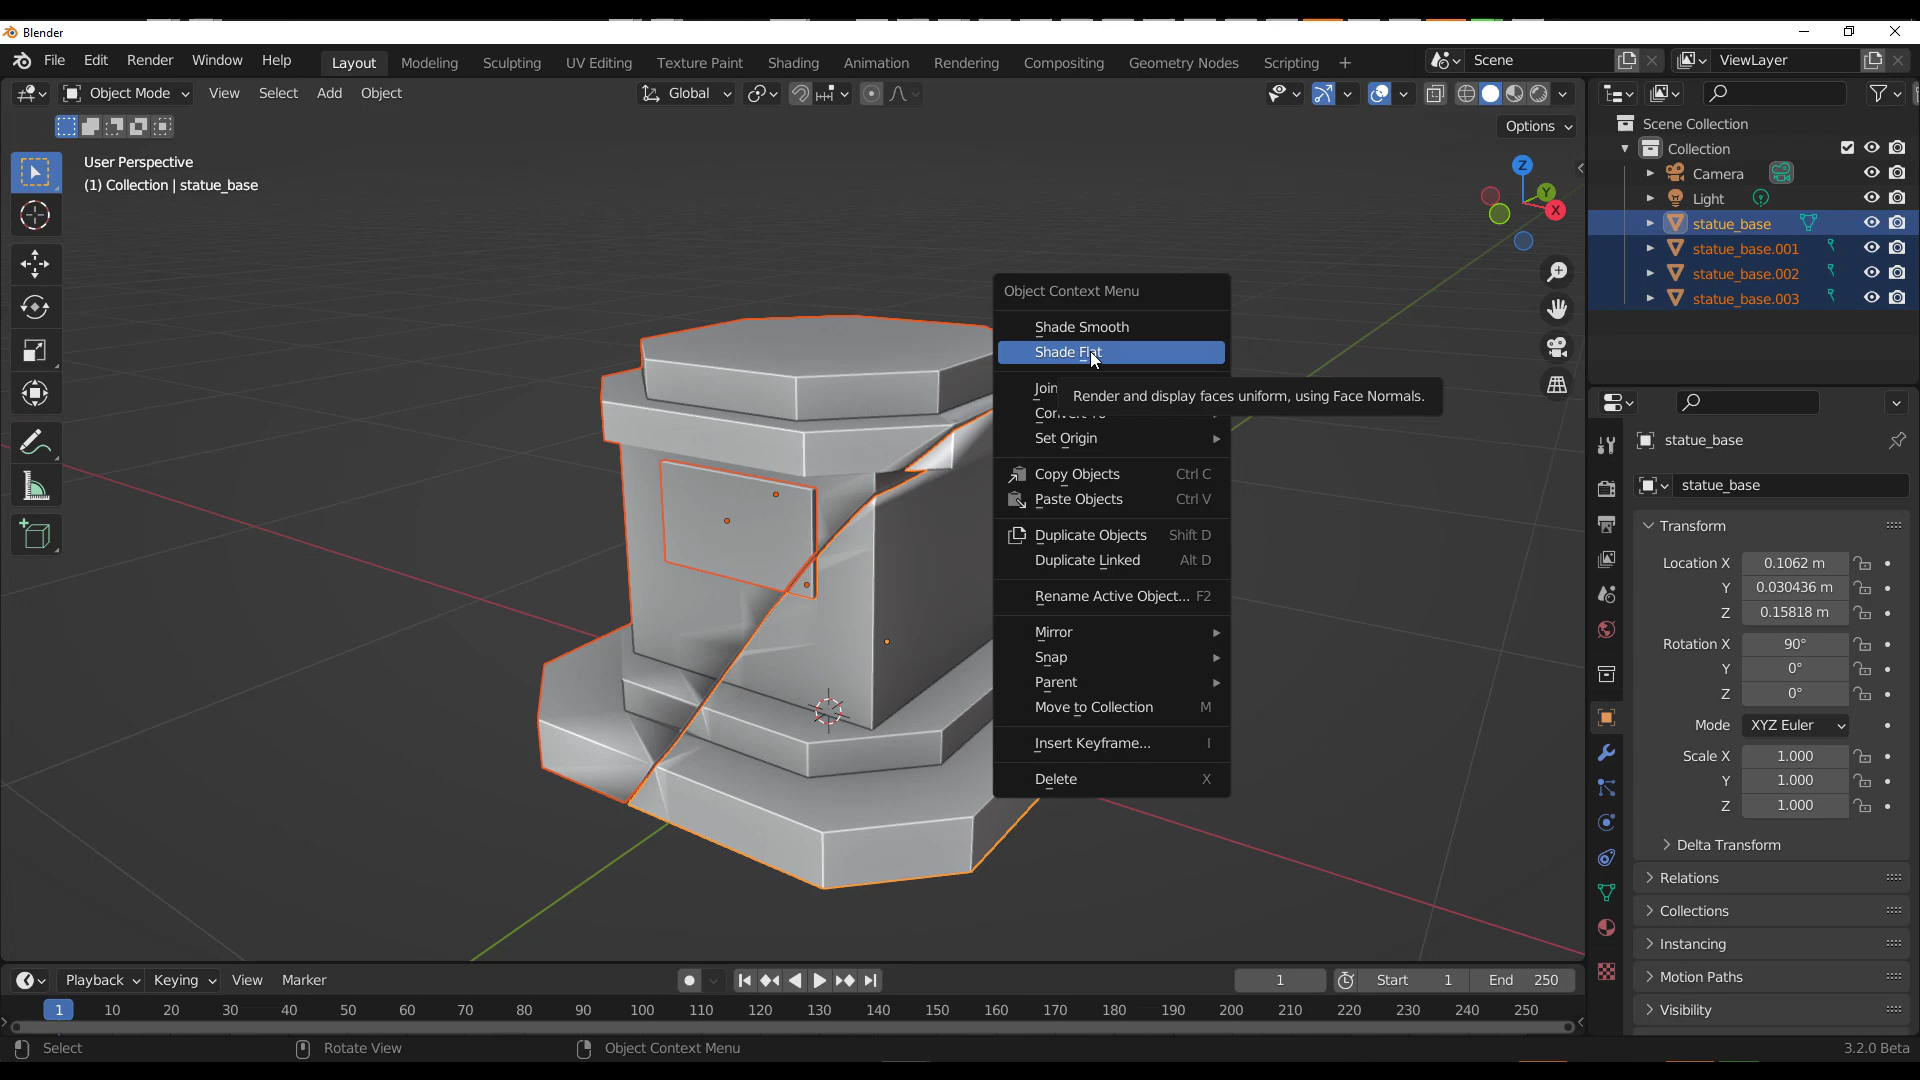 Blender
File Edit Render Window Help
Layout Modeling Sculpting UV Editing Texture Paint Shading Animation Rendering Compositing Geometry Nodes Scripting +
Scene
ViewLayer
Object Mode View Select Add Object
Global
Options
User Perspective
(1) Collection | statue_base
Z
Y
X
Scene Collection
Collection
Camera
Light
statue_base
statue_base.001
statue_base.002
statue_base.003
Object Context Menu
Shade Smooth
Shade Flat
Join
Render and display faces uniform, using Face Normals.
Convert To
Set Origin
Copy Objects Ctrl C
Paste Objects Ctrl V
Duplicate Objects Shift D
Duplicate Linked Alt D
Rename Active Object... F2
Mirror
Snap
Parent
Move to Collection M
Insert Keyframe... I
Delete X
statue_base
statue_base
Transform
Location X 0.1062 m
Y 0.030436 m
Z 0.15818 m
Rotation X 90°
Y 0°
Z 0°
Mode XYZ Euler
Scale X 1.000
Y 1.000
Z 1.000
Delta Transform
Relations
Collections
Instancing
Motion Paths
Visibility
Playback Keying View Marker
1
Start 1
End 250
1 10 20 30 40 50 60 70 80 90 100 110 120 130 140 150 160 170 180 190 200 210 220 230 240 250
Select Rotate View Object Context Menu
3.2.0 Beta